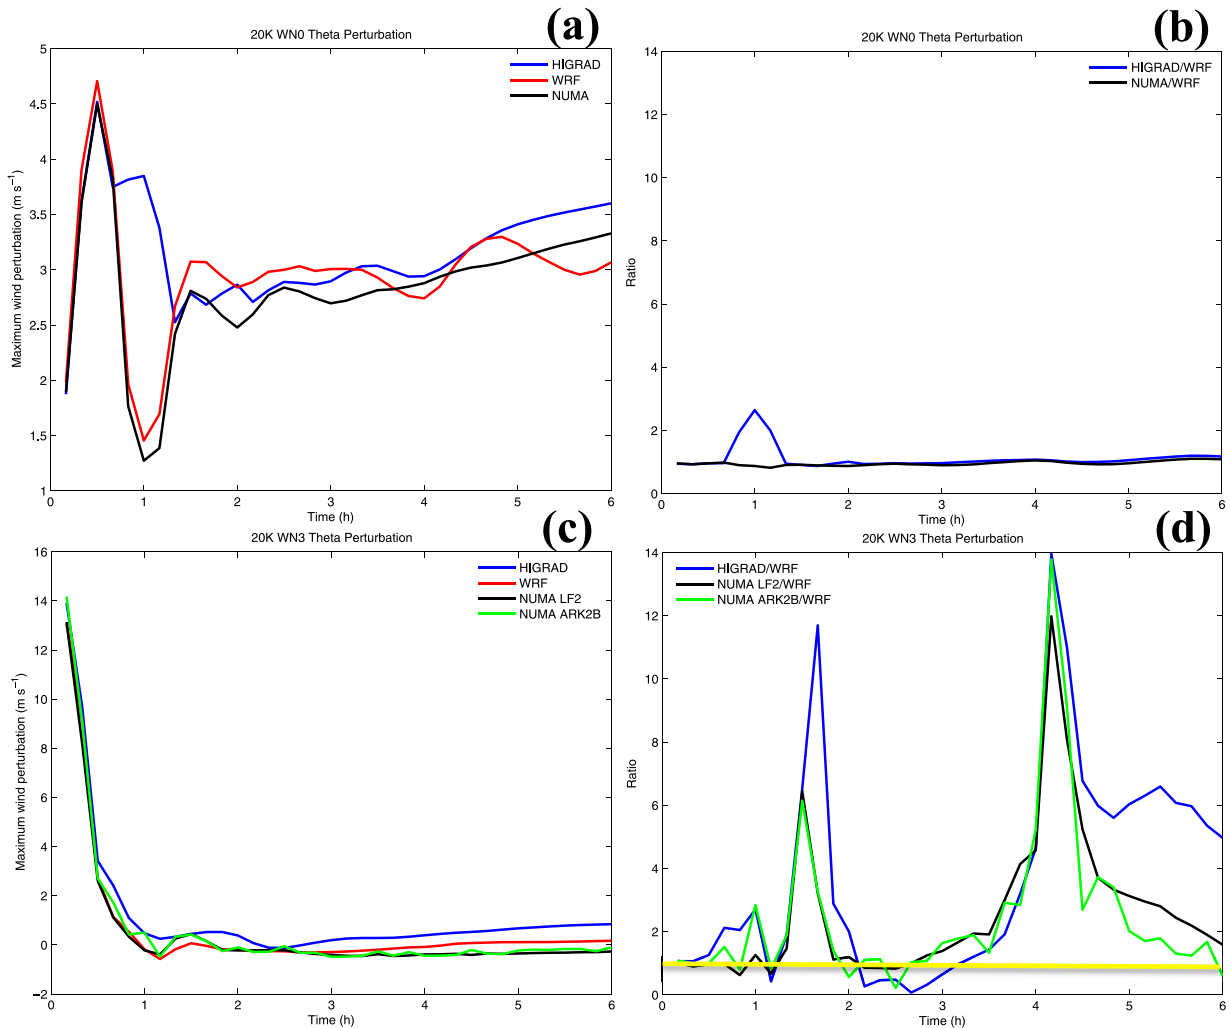 (a)
20K WN0 Theta Perturbation
HIGRAD
WRF
NUMA
Maximum wind perturbation (m s⁻¹)
5
4.5
4
3.5
3
2.5
2
1.5
1
0 1 2 3 4 5 6
Time (h)
(b)
20K WN0 Theta Perturbation
HIGRAD/WRF
NUMA/WRF
Ratio
14
12
10
8
6
4
2
0
0 1 2 3 4 5 6
Time (h)
(c)
20K WN3 Theta Perturbation
HIGRAD
WRF
NUMA LF2
NUMA ARK2B
Maximum wind perturbation (m s⁻¹)
16
14
12
10
8
6
4
2
0
−2
0 1 2 3 4 5 6
Time (h)
(d)
20K WN3 Theta Perturbation
HIGRAD/WRF
NUMA LF2/WRF
NUMA ARK2B/WRF
Ratio
14
12
10
8
6
4
2
0
0 1 2 3 4 5 6
Time (h)